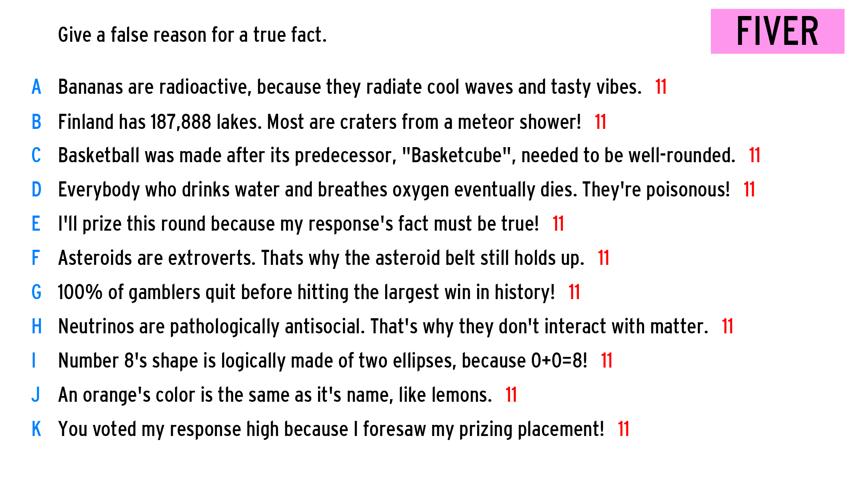 Give a false reason for a true fact.
FIVER
A Bananas are radioactive, because they radiate cool waves and tasty vibes. 11
B Finland has 187,888 lakes. Most are craters from a meteor shower! 11
C Basketball was made after its predecessor, "Basketcube", needed to be well-rounded. 11
D Everybody who drinks water and breathes oxygen eventually dies. They're poisonous! 11
E I'll prize this round because my response's fact must be true! 11
F Asteroids are extroverts. Thats why the asteroid belt still holds up. 11
G 100% of gamblers quit before hitting the largest win in history! 11
H Neutrinos are pathologically antisocial. That's why they don't interact with matter. 11
I Number 8's shape is logically made of two ellipses, because 0+0=8! 11
J An orange's color is the same as it's name, like lemons. 11
K You voted my response high because I foresaw my prizing placement! 11